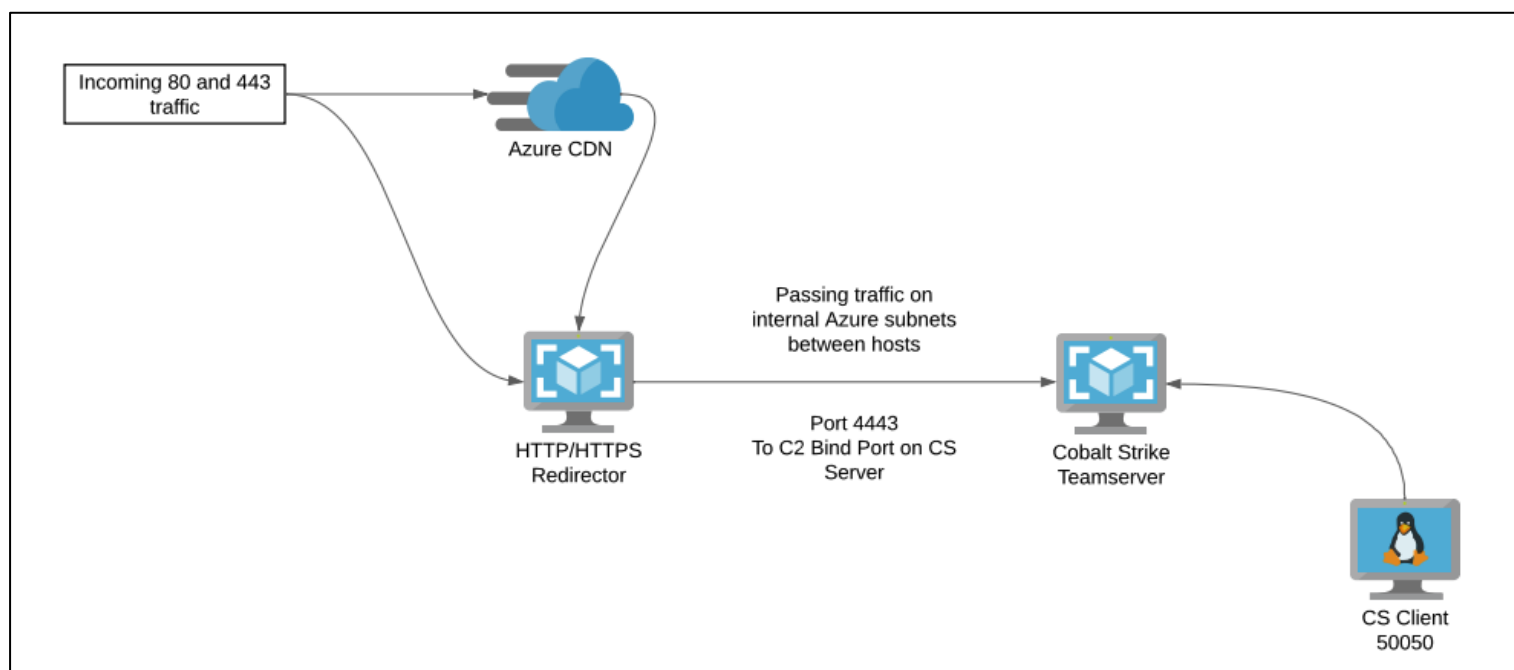 Incoming 80 and 443
traffic
Azure CDN
Passing traffic on
internal Azure subnets
between hosts
HTTP/HTTPS
Redirector
Port 4443
To C2 Bind Port on CS
Server
Cobalt Strike
Teamserver
CS Client
50050